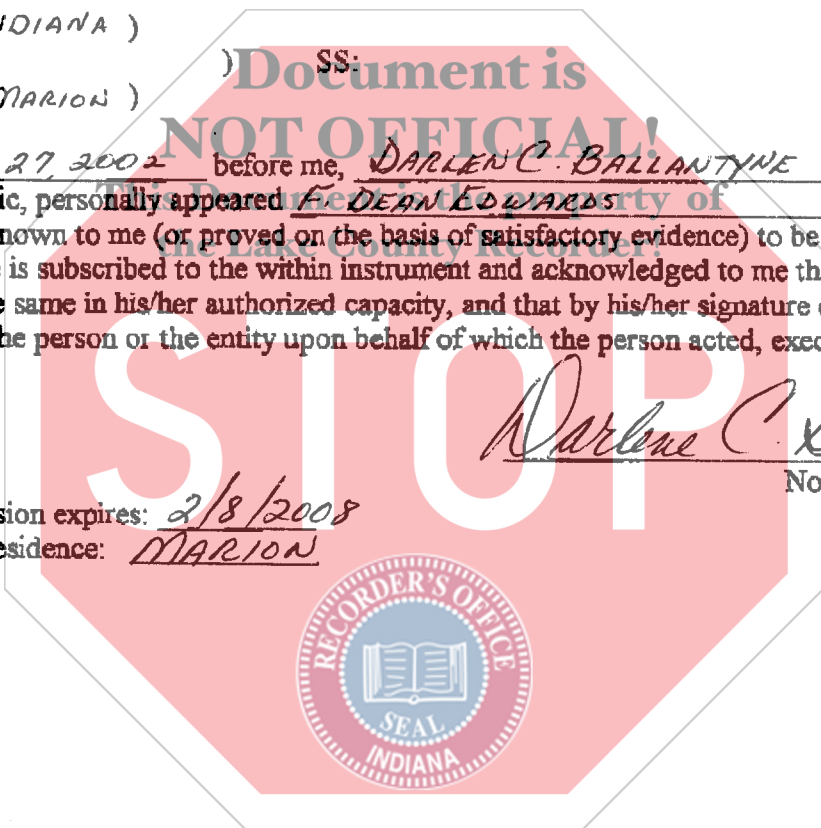 NDIANA )
) SS:
MARION )
Document is
NOT OFFICIAL!
This Document is the property of
the Lake County Recorder!
27, 2002 before me, DARLEN C. BALLANTYNE
ic, personally appeared F. DEAN EDWARDS
nown to me (or proved on the basis of satisfactory evidence) to be
e is subscribed to the within instrument and acknowledged to me th
e same in his/her authorized capacity, and that by his/her signature
he person or the entity upon behalf of which the person acted, exec
STOP
Darlene C.
No
sion expires: 2/8/2008
esidence: MARION
RECORDER'S OFFICE
SEAL
INDIANA